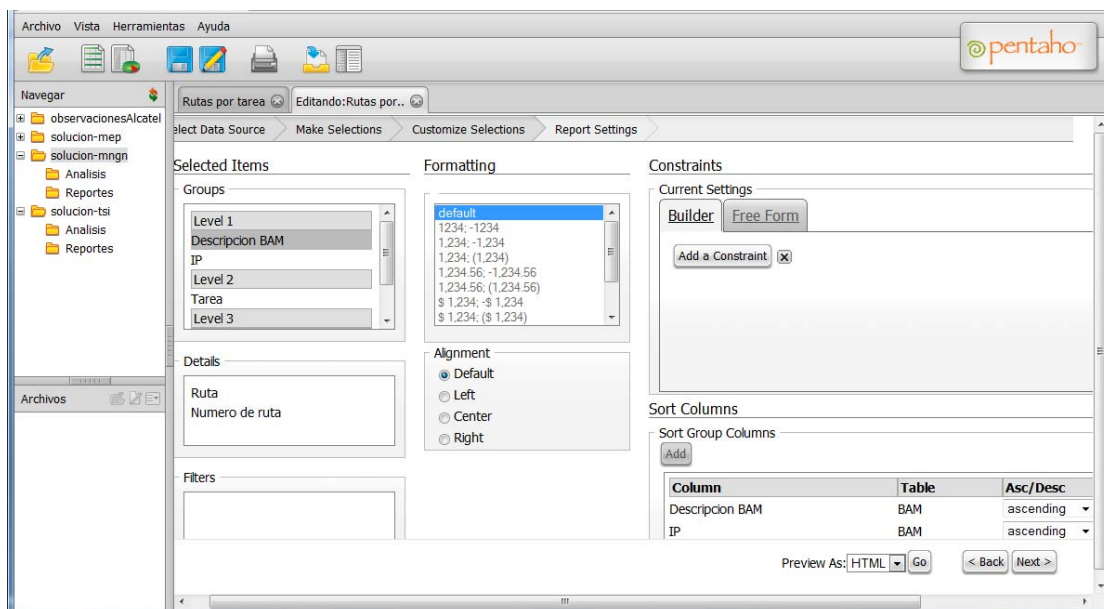 Archivo Vista Herramientas Ayuda
pentaho
Navegar
observacionesAlcatel
solucion-mep
solucion-mngn
Analisis
Reportes
solucion-tsi
Analisis
Reportes
Archivos
Rutas por tarea Editando:Rutas por..
elect Data Source Make Selections Customize Selections Report Settings
Selected Items
Groups
Level 1
Descripcion BAM
IP
Level 2
Tarea
Level 3
Details
Ruta
Numero de ruta
Filters
Formatting
default
1234; -1234
1,234; -1,234
1,234; (1,234)
1,234.56; -1,234.56
1,234.56; (1,234.56)
$ 1,234; -$ 1,234
$ 1,234; ($ 1,234)
Alignment
Default
Left
Center
Right
Constraints
Current Settings
Builder Free Form
Add a Constraint
Sort Columns
Sort Group Columns
Add
Column Table Asc/Desc
Descripcion BAM BAM ascending
IP BAM ascending
Preview As: HTML Go < Back Next >